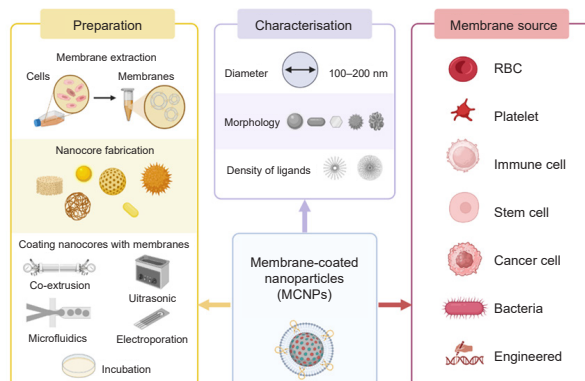 Preparation
Membrane extraction
Cells
Membranes
Nanocore fabrication
Coating nanocores with membranes
Co-extrusion
Uitrasonic
Microfluidics
Electroporation
Incubation
Characterisation
Diameter
100–200 nm
Morphology
Density of ligands
Membrane-coated
nanoparticles
(MCNPs)
Membrane source
RBC
Platelet
Immune cell
Stem cell
Cancer cell
Bacteria
Engineered